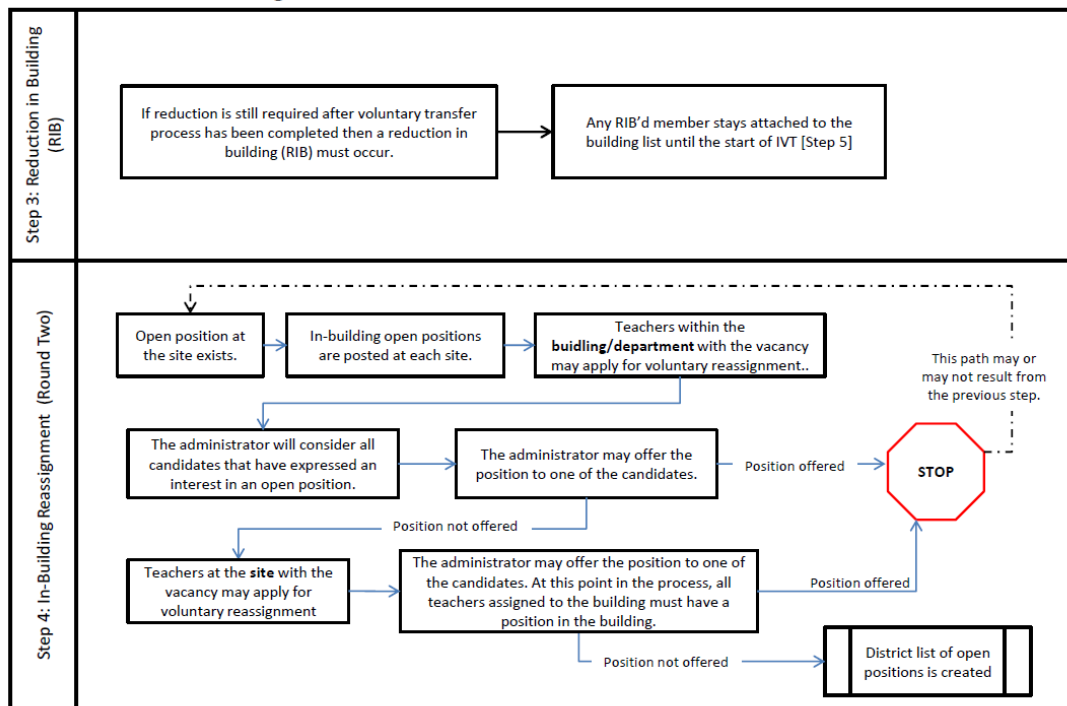 Step 3: Reduction in Building
(RIB)
If reduction is still required after voluntary transfer
process has been completed then a reduction in
building (RIB) must occur.
Any RIB'd member stays attached to the
building list until the start of IVT [Step 5]
Step 4: In-Building Reassignment (Round Two)
Open position at
the site exists.
In-building open positions
are posted at each site.
Teachers within the
buidling/department with the vacancy
may apply for voluntary reassignment..
This path may or
may not result from
the previous step.
The administrator will consider all
candidates that have expressed an
interest in an open position.
The administrator may offer the
position to one of the candidates.
Position offered
STOP
Position not offered
Teachers at the site with the
vacancy may apply for
voluntary reassignment
The administrator may offer the position to one of
the candidates. At this point in the process, all
teachers assigned to the building must have a
position in the building.
Position offered
Position not offered
District list of open
positions is created